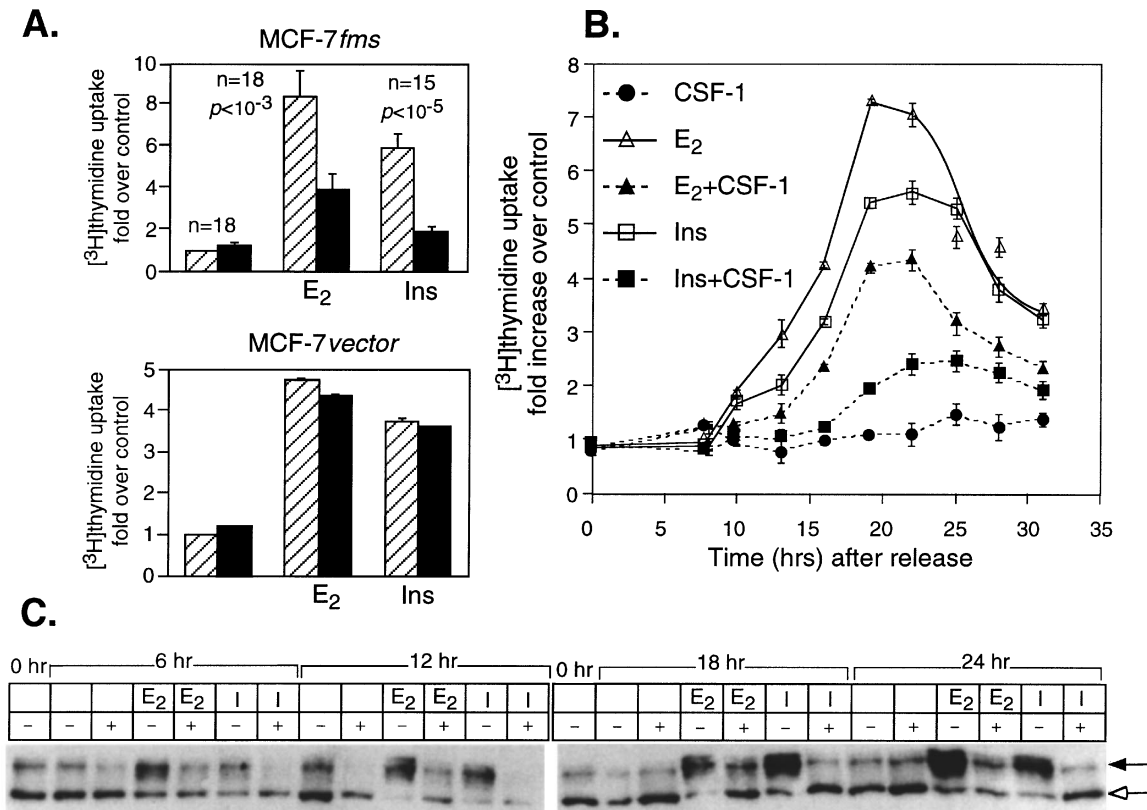 A.
MCF-7fms
[³H]thymidine uptake
fold over control
10
8
6
4
2
0
n=18
p<10⁻³
n=15
p<10⁻⁵
n=18
E₂ Ins
MCF-7vector
[³H]thymidine uptake
fold over control
5
4
3
2
1
0
E₂ Ins
B.
[³H]thymidine uptake
fold increase over control
8
7
6
5
4
3
2
1
0
CSF-1
E₂
E₂+CSF-1
Ins
Ins+CSF-1
0 5 10 15 20 25 30 35
Time (hrs) after release
C.
0 hr 6 hr 12 hr 0 hr 18 hr 24 hr
E₂ E₂ I I E₂ E₂ I I E₂ E₂ I I E₂ E₂ I I
– – + – + – + – + – + – + – – + – + – + – + – + – +